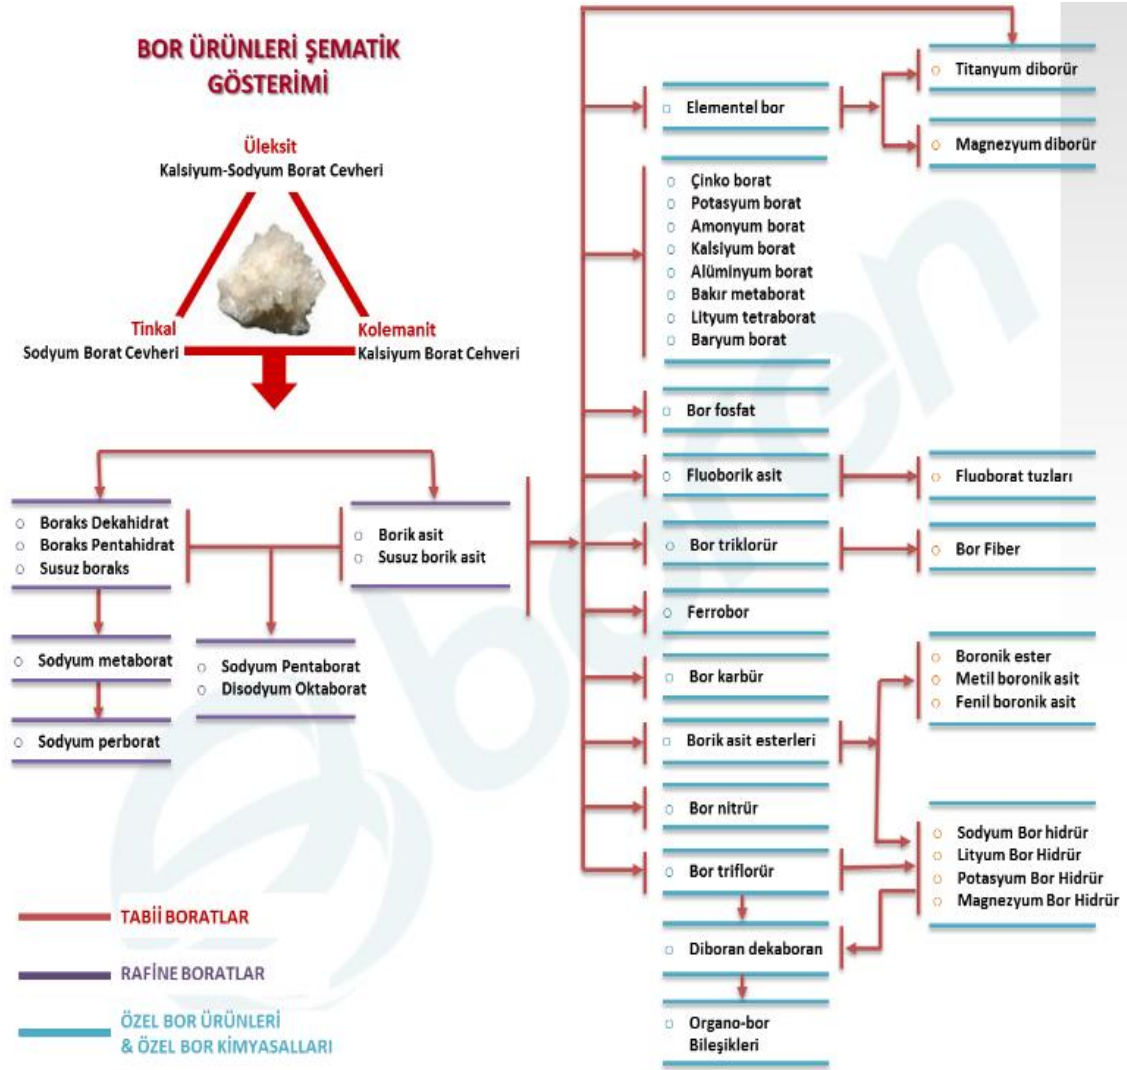 BOR ÜRÜNLERİ ŞEMATİK
GÖSTERİMİ
Üleksit
Kalsiyum-Sodyum Borat Cevheri
Tinkal
Sodyum Borat Cevheri
Kolemanit
Kalsiyum Borat Cehveri
Boraks Dekahidrat
Boraks Pentahidrat
Susuz boraks
Borik asit
Susuz borik asit
Sodyum metaborat
Sodyum perborat
Sodyum Pentaborat
Disodyum Oktaborat
TABİİ BORATLAR
RAFİNE BORATLAR
ÖZEL BOR ÜRÜNLERİ
& ÖZEL BOR KİMYASALLARI
Elementel bor
Çinko borat
Potasyum borat
Amonyum borat
Kalsiyum borat
Alüminyum borat
Bakır metaborat
Lityum tetraborat
Baryum borat
Bor fosfat
Fluoborik asit
Bor triklorür
Ferrobor
Bor karbür
Borik asit esterleri
Bor nitrür
Bor triflorür
Diboran dekaboran
Organo-bor
Bileşikleri
Titanyum diborür
Magnezyum diborür
Fluoborat tuzları
Bor Fiber
Boronik ester
Metil boronik asit
Fenil boronik asit
Sodyum Bor hidrür
Lityum Bor Hidrür
Potasyum Bor Hidrür
Magnezyum Bor Hidrür
boren